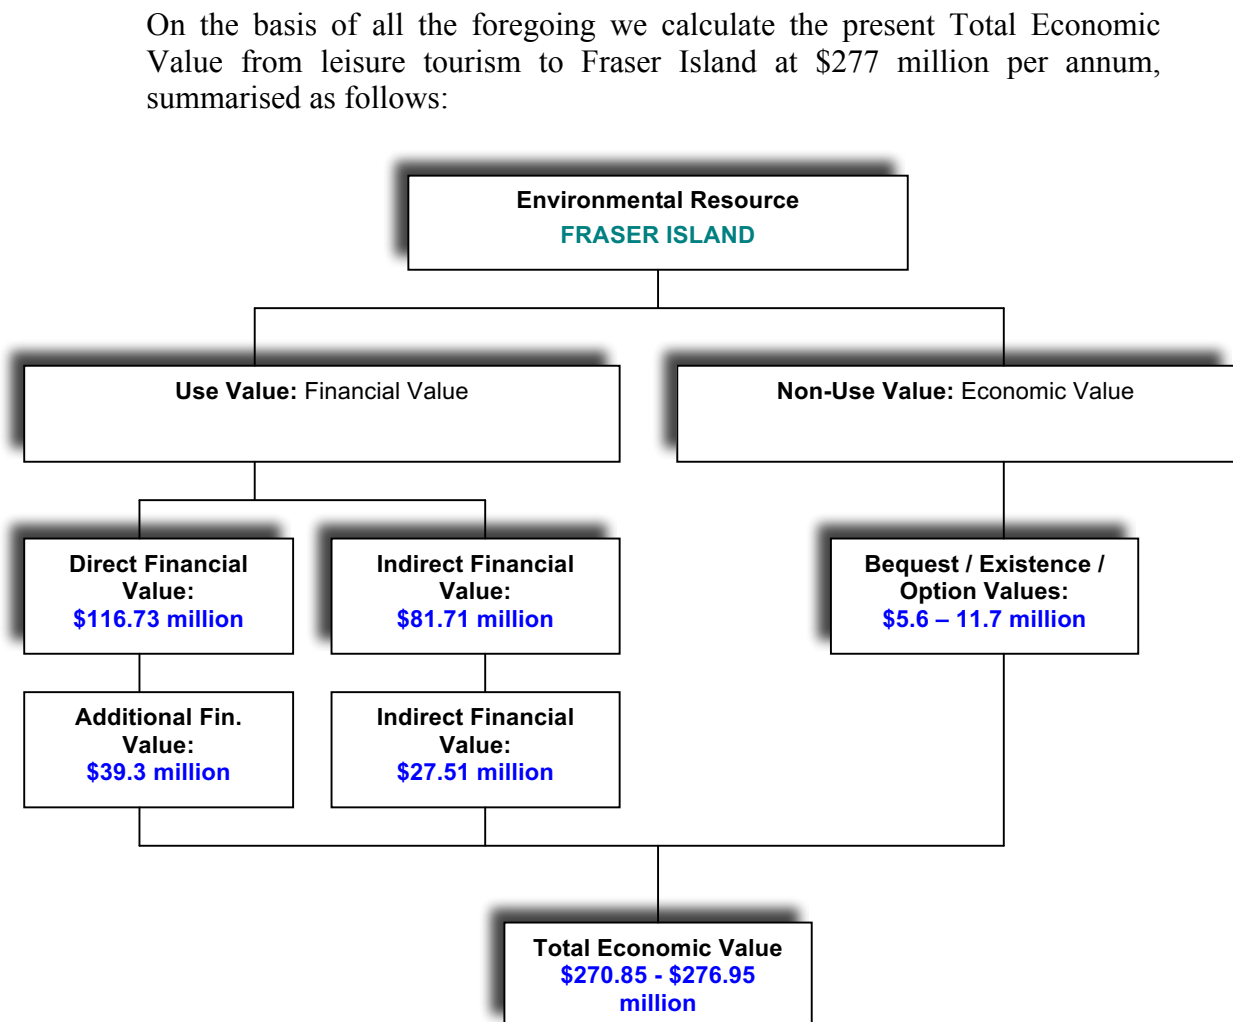 On the basis of all the foregoing we calculate the present Total Economic
Value from leisure tourism to Fraser Island at $277 million per annum,
summarised as follows:
Environmental Resource
FRASER ISLAND
Use Value: Financial Value
Non-Use Value: Economic Value
Direct Financial
Value:
$116.73 million
Indirect Financial
Value:
$81.71 million
Bequest / Existence /
Option Values:
$5.6 – 11.7 million
Additional Fin.
Value:
$39.3 million
Indirect Financial
Value:
$27.51 million
Total Economic Value
$270.85 - $276.95
million